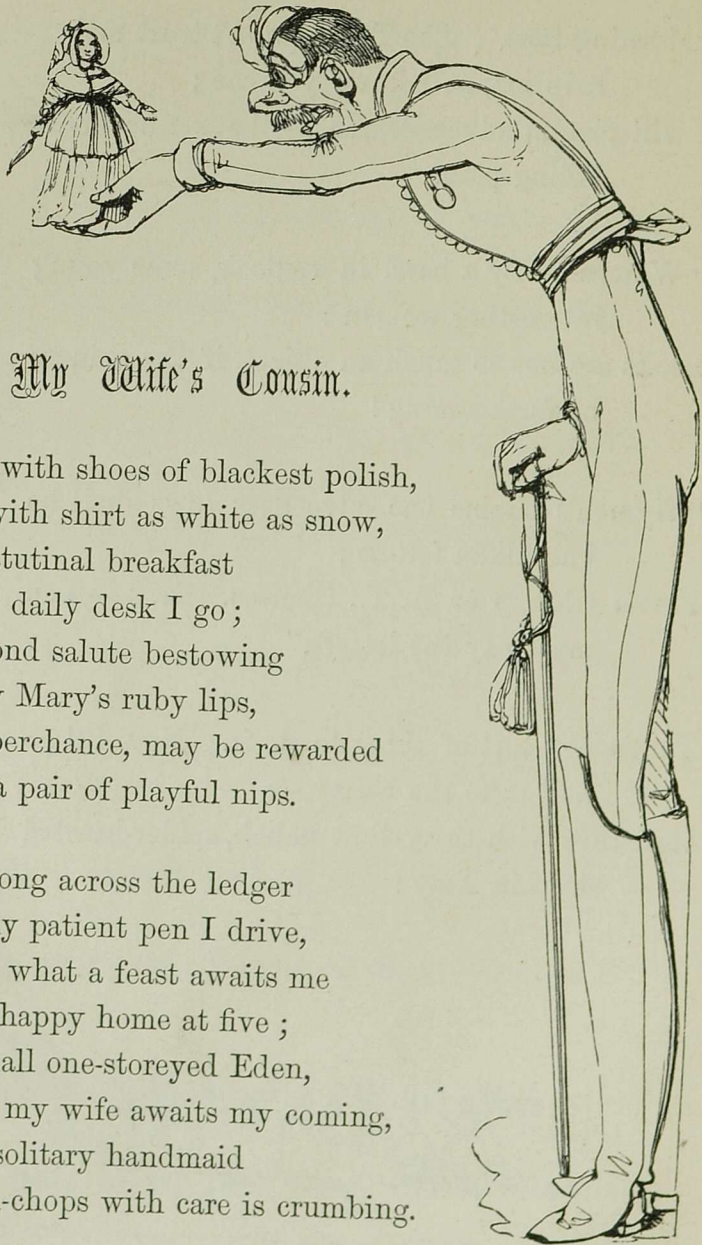 My Wife's Cousin.
with shoes of blackest polish,
with shirt as white as snow,
tutinal breakfast
daily desk I go;
ond salute bestowing
Mary's ruby lips,
perchance, may be rewarded
a pair of playful nips.
ong across the ledger
y patient pen I drive,
what a feast awaits me
happy home at five;
all one-storeyed Eden,
my wife awaits my coming,
solitary handmaid
-chops with care is crumbing.